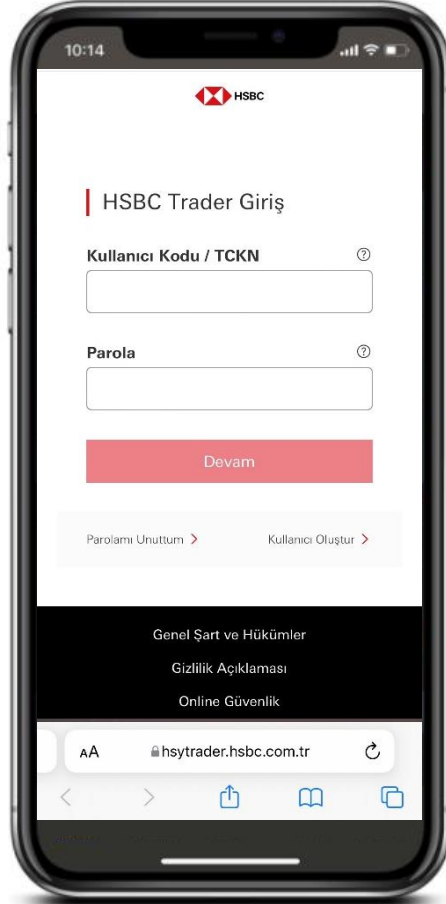 10:14
HSBC
HSBC Trader Giriş
Kullanıcı Kodu / TCKN
Parola
Devam
Parolamı Unuttum
Kullanıcı Oluştur
Genel Şart ve Hükümler
Gizlilik Açıklaması
Online Güvenlik
AA hsytrader.hsbc.com.tr